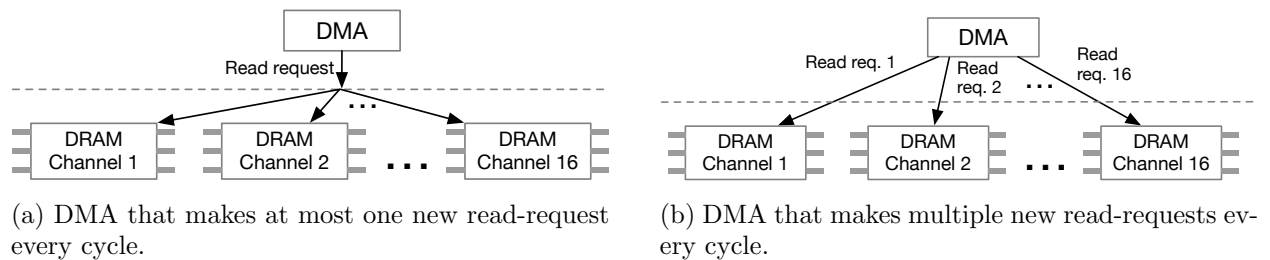 DMA
Read request
...
DRAM
Channel 1
DRAM
Channel 2
...
DRAM
Channel 16
(a) DMA that makes at most one new read-request
every cycle.
DMA
Read req. 1
Read
req. 2
...
Read
req. 16
DRAM
Channel 1
DRAM
Channel 2
...
DRAM
Channel 16
(b) DMA that makes multiple new read-requests ev-
ery cycle.